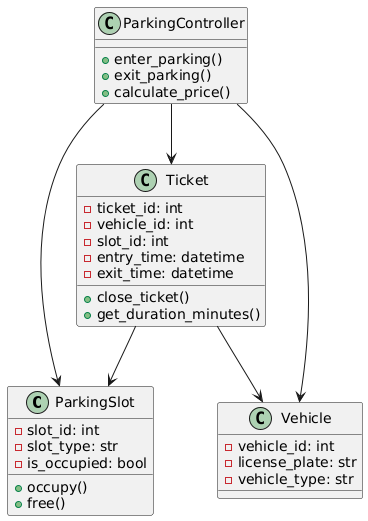 C ParkingController
enter_parking()
exit_parking()
calculate_price()
C Ticket
ticket_id: int
vehicle_id: int
slot_id: int
entry_time: datetime
exit_time: datetime
close_ticket()
get_duration_minutes()
C ParkingSlot
slot_id: int
slot_type: str
is_occupied: bool
occupy()
free()
C Vehicle
vehicle_id: int
license_plate: str
vehicle_type: str